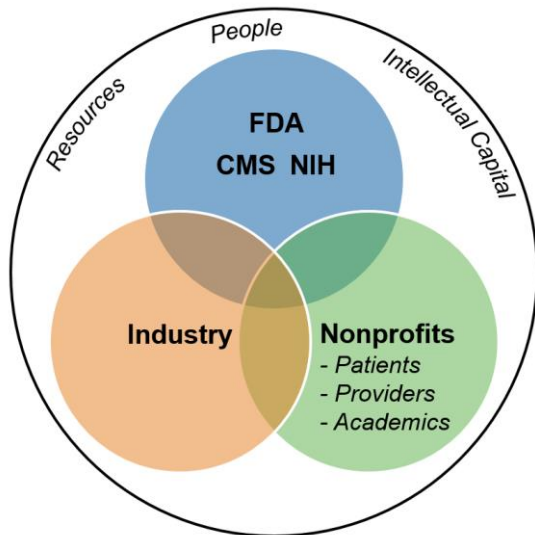 People
Resources
Intellectual Capital
FDA
CMS NIH
Industry
Nonprofits
- Patients
- Providers
- Academics